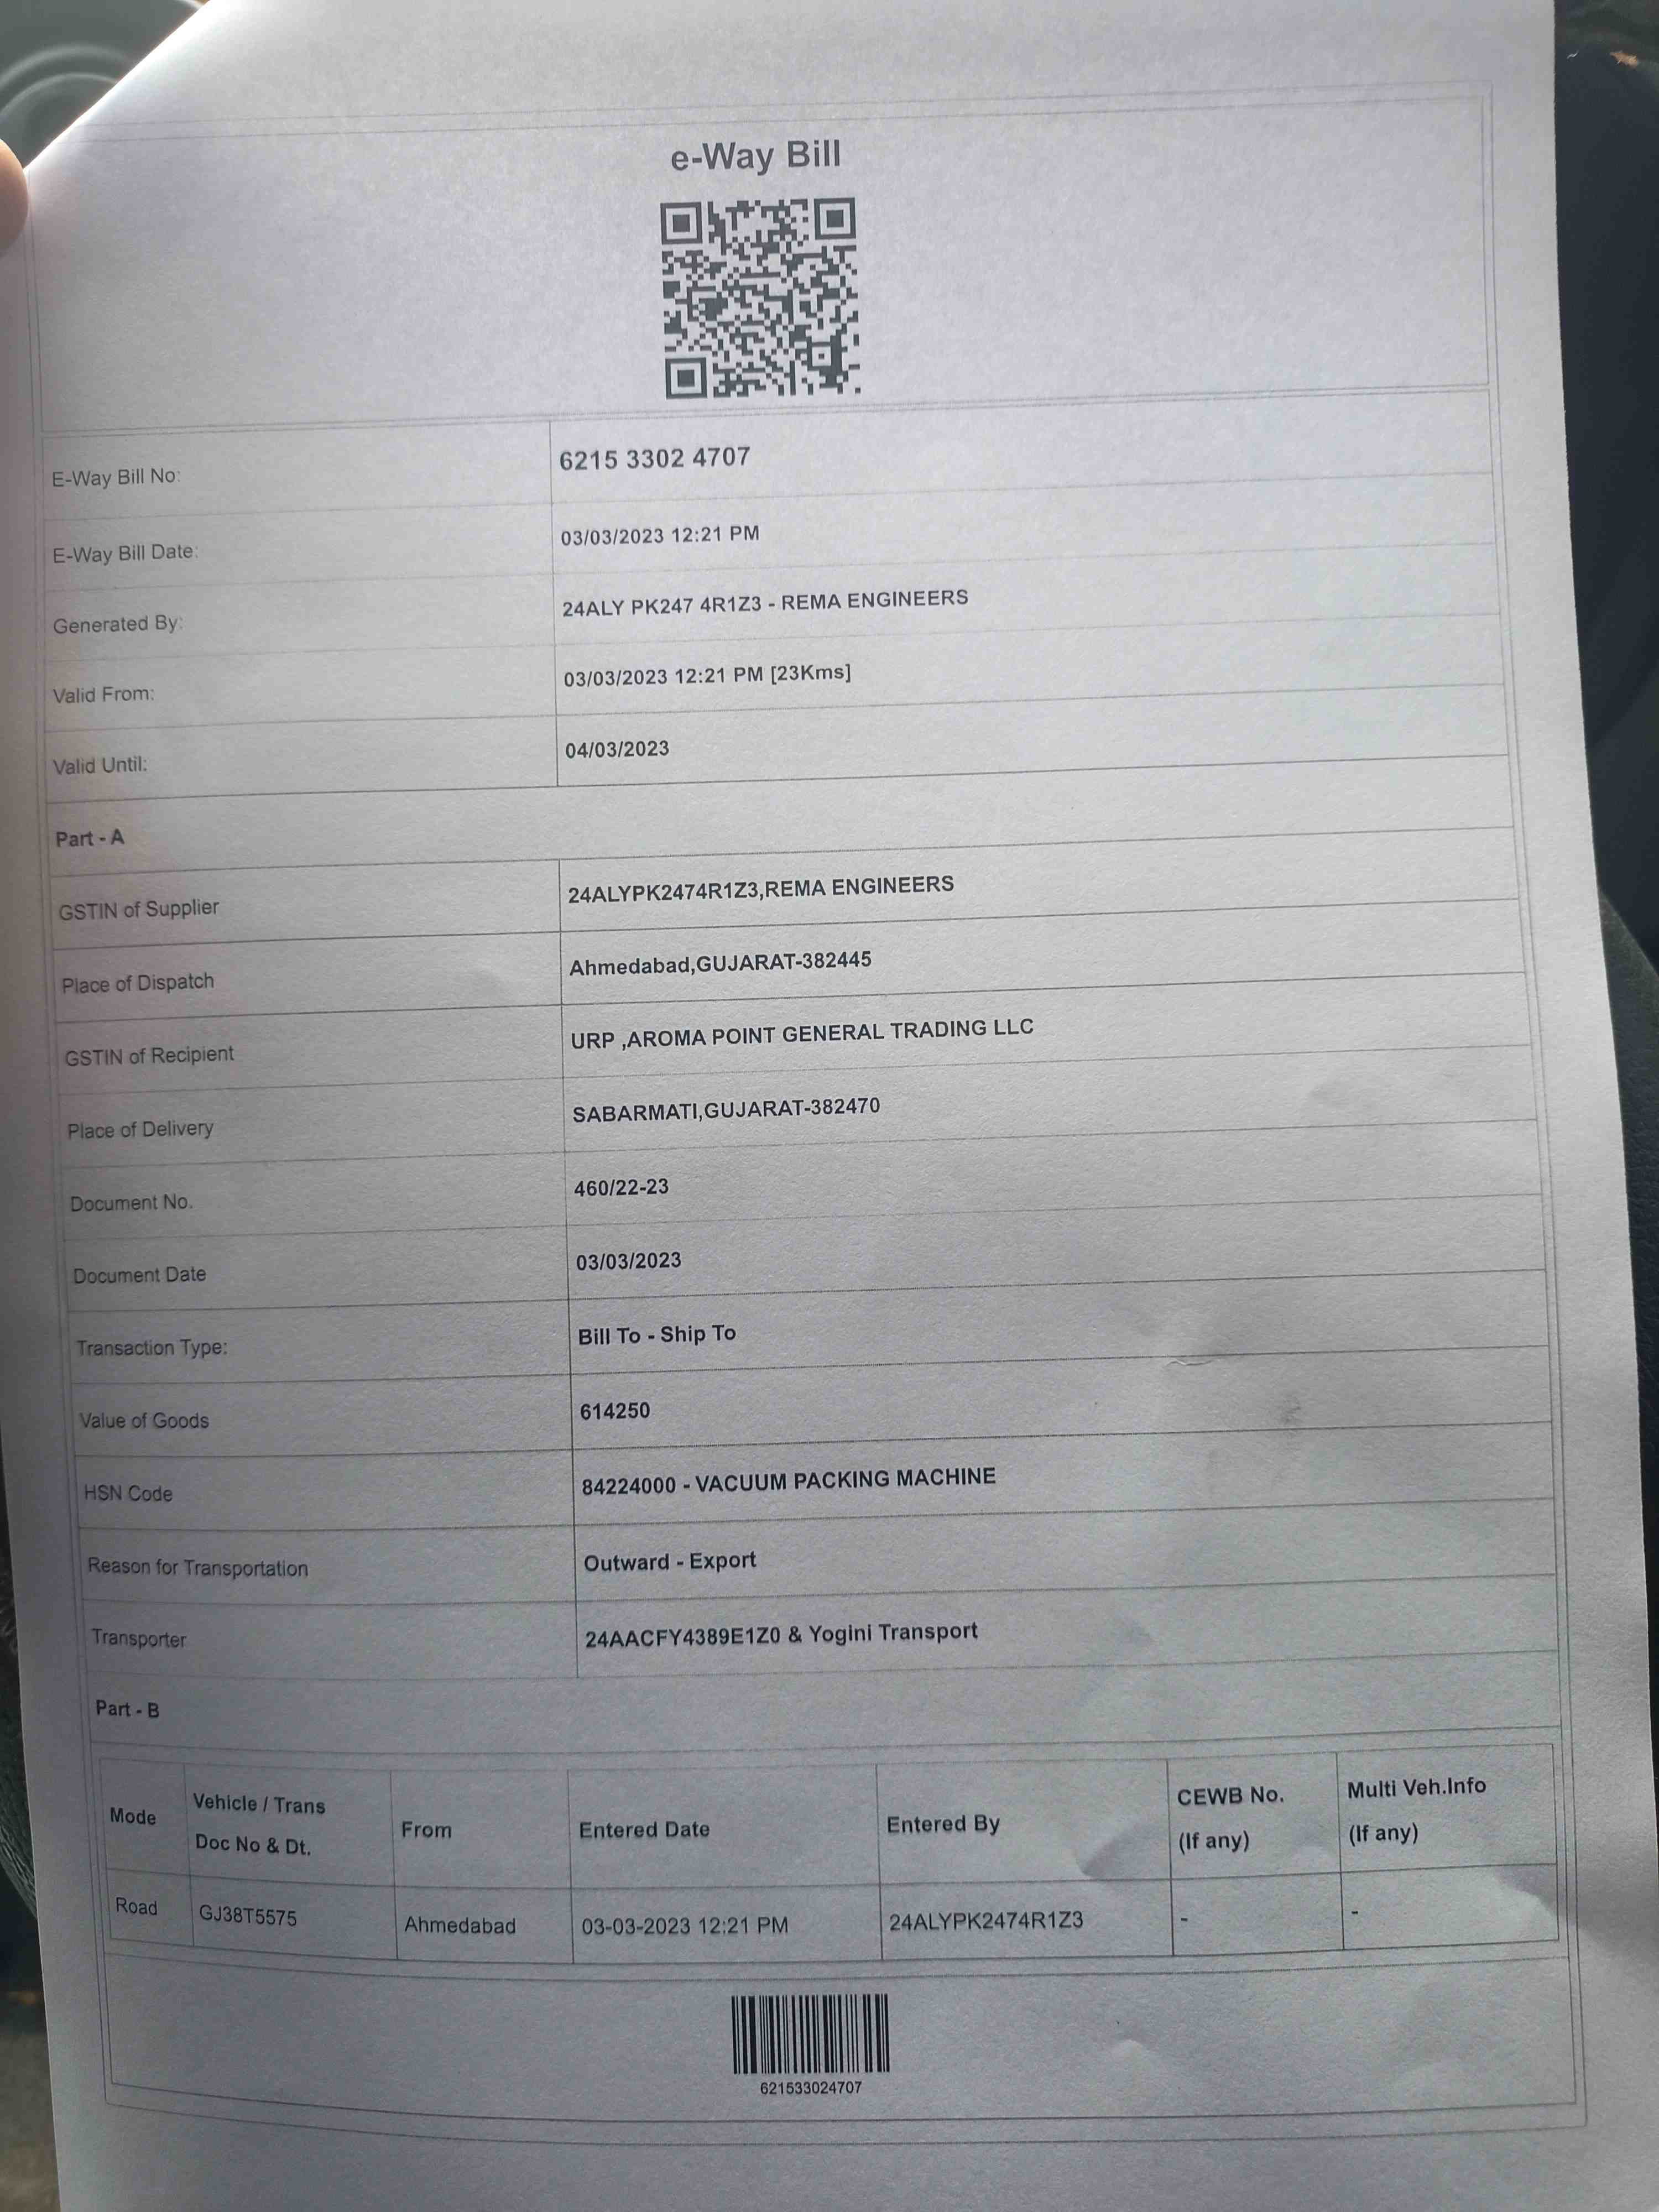 e-Way Bill
E-Way Bill No: 6215 3302 4707
E-Way Bill Date: 03/03/2023 12:21 PM
Generated By: 24ALY PK247 4R1Z3 - REMA ENGINEERS
Valid From: 03/03/2023 12:21 PM [23Kms]
Valid Until: 04/03/2023
Part - A
GSTIN of Supplier 24ALYPK2474R1Z3,REMA ENGINEERS
Place of Dispatch Ahmedabad,GUJARAT-382445
GSTIN of Recipient URP ,AROMA POINT GENERAL TRADING LLC
Place of Delivery SABARMATI,GUJARAT-382470
Document No. 460/22-23
Document Date 03/03/2023
Transaction Type: Bill To - Ship To
Value of Goods 614250
HSN Code 84224000 - VACUUM PACKING MACHINE
Reason for Transportation Outward - Export
Transporter 24AACFY4389E1Z0 & Yogini Transport
Part - B
Mode Vehicle / Trans Doc No & Dt. From Entered Date Entered By CEWB No. (If any) Multi Veh.Info (If any)
Road GJ38T5575 Ahmedabad 03-03-2023 12:21 PM 24ALYPK2474R1Z3 - -
621533024707